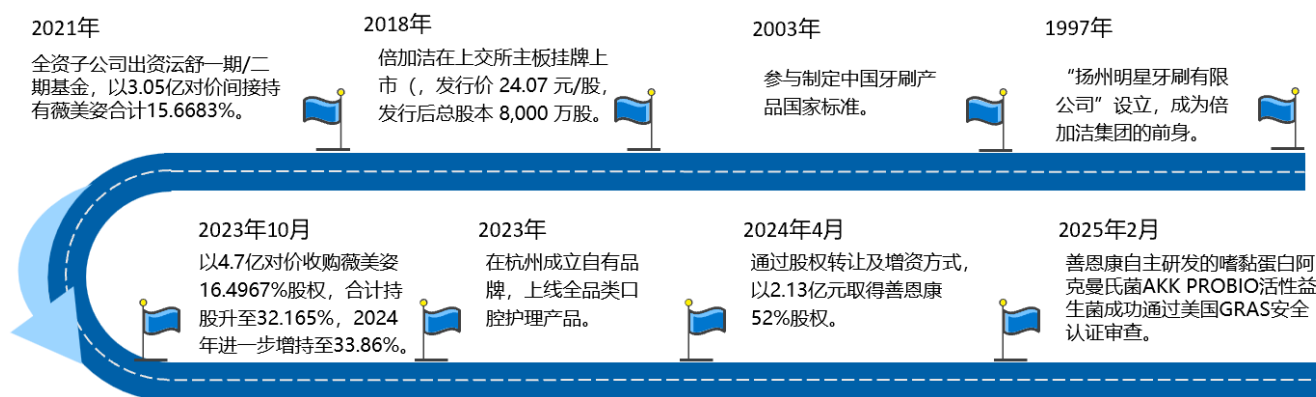 2021年
全资子公司出资沄舒一期/二
期基金，以3.05亿对价间接持
有薇美姿合计15.6683%。
2018年
倍加洁在上交所主板挂牌上
市（，发行价 24.07 元/股，
发行后总股本 8,000 万股。
2003年
参与制定中国牙刷产
品国家标准。
1997年
“扬州明星牙刷有限
公司”设立，成为倍
加洁集团的前身。
2023年10月
以4.7亿对价收购薇美姿
16.4967%股权，合计持
股升至32.165%，2024
年进一步增持至33.86%。
2023年
在杭州成立自有品
牌，上线全品类口
腔护理产品。
2024年4月
通过股权转让及增资方式，
以2.13亿元取得善恩康
52%股权。
2025年2月
善恩康自主研发的嗜黏蛋白阿
克曼氏菌AKK PROBIO活性益
生菌成功通过美国GRAS安全
认证审查。